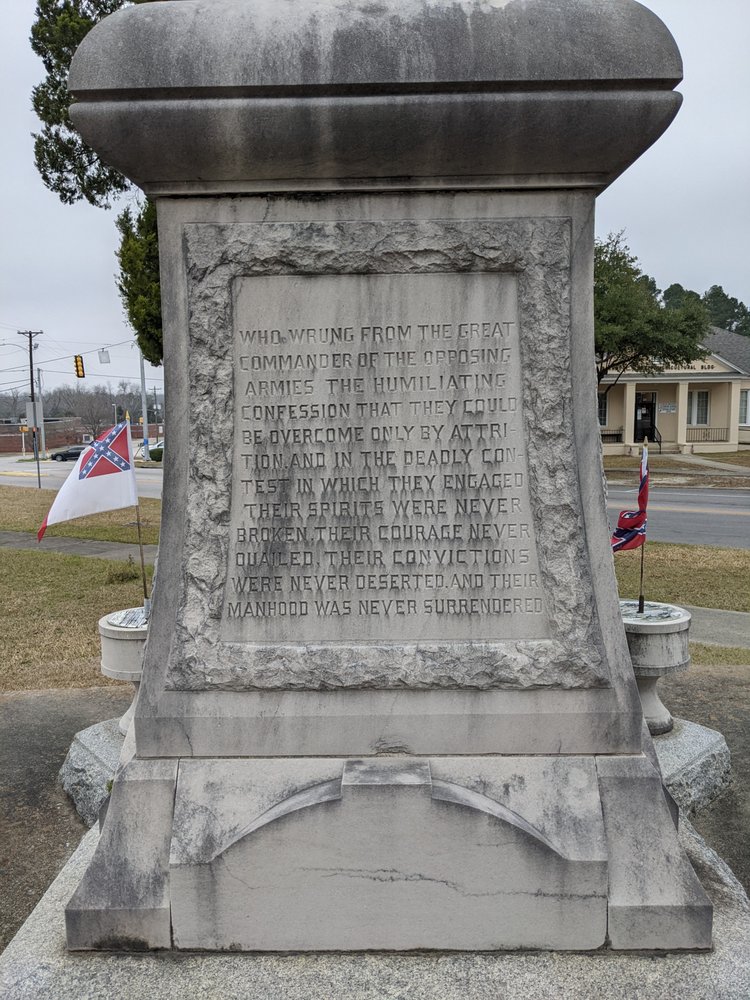 WHO WRUNG FROM THE GREAT
COMMANDER OF THE OPPOSING
ARMIES THE HUMILIATING
CONFESSION THAT THEY COULD
BE OVERCOME ONLY BY ATTRI-
TION, AND IN THE DEADLY CON-
TEST IN WHICH THEY ENGAGED
THEIR SPIRITS WERE NEVER
BROKEN, THEIR COURAGE NEVER
QUAILED, THEIR CONVICTIONS
WERE NEVER DESERTED, AND THEIR
MANHOOD WAS NEVER SURRENDERED
BLDG